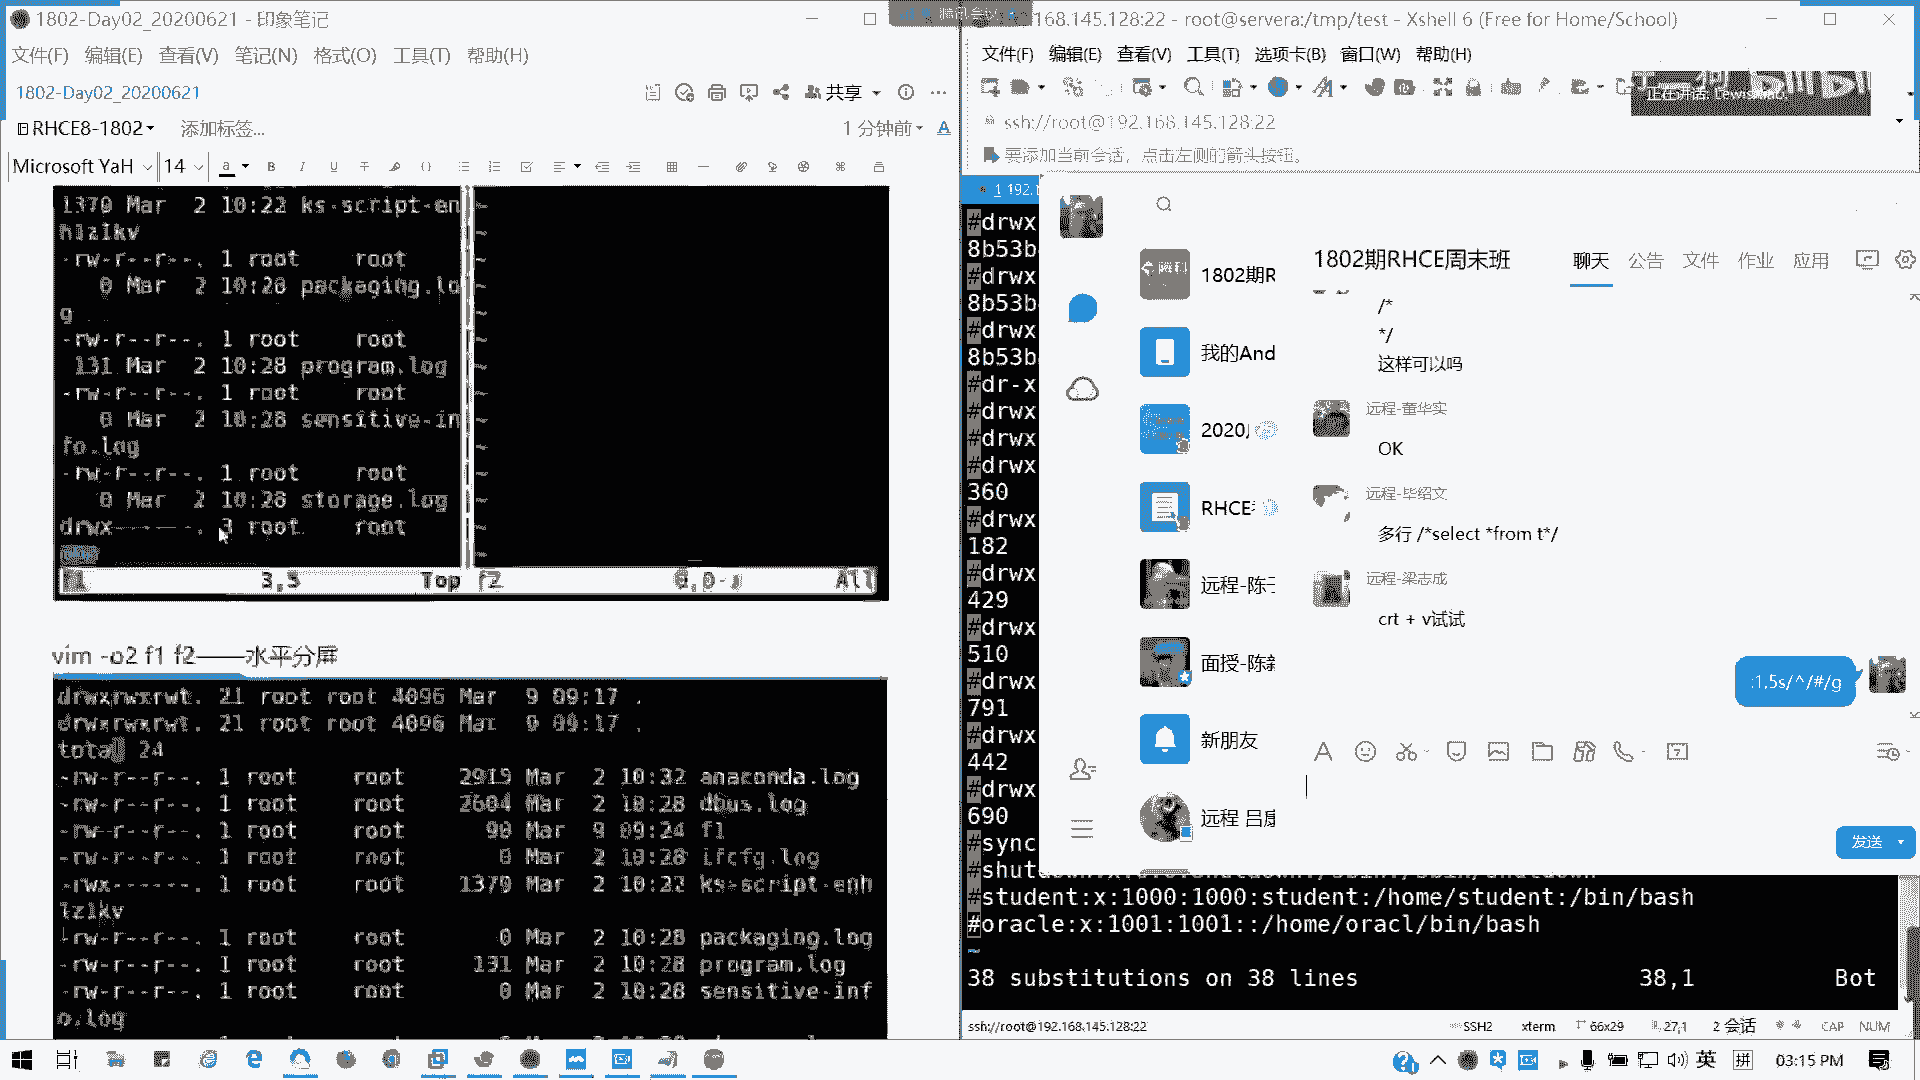 1802-Day02_20200621 - 印象笔记
文件(F) 编辑(E) 查看(V) 笔记(N) 格式(O) 工具(T) 帮助(H)
1802-Day02_20200621
共享
RHCE8-1802
添加标签...
1 分钟前
Microsoft YaH
14
1370 Mar 2 10:22 ks-script-en
hlzlkv
-rw-r--r--. 1 root root
0 Mar 2 10:28 packaging.lo
g
-rw-r--r--. 1 root root
131 Mar 2 10:28 program.log
-rw-r--r--. 1 root root
0 Mar 2 10:28 sensitive-in
fo.log
-rw-r--r--. 1 root root
0 Mar 2 10:28 storage.log
drwx------. 3 root root
f1 3,5 Top f2 0,0-1 All
vim -o2 f1 f2——水平分屏
drwxrwxrwt. 21 root root 4096 Mar 9 09:17 .
drwxrwxrwt. 21 root root 4096 Mar 9 09:17 .
total 24
-rw-r--r--. 1 root root 2915 Mar 2 10:32 anaconda.log
-rw-r--r--. 1 root root 2604 Mar 2 10:28 dbus.log
-rw-r--r--. 1 root root 90 Mar 9 09:24 f1
-rw-r--r--. 1 root root 0 Mar 2 10:28 ifcfg.log
-rwx------. 1 root root 1370 Mar 2 10:22 ks-script-enh
lzlkv
-rw-r--r--. 1 root root 0 Mar 2 10:28 packaging.log
-rw-r--r--. 1 root root 131 Mar 2 10:28 program.log
-rw-r--r--. 1 root root 0 Mar 2 10:28 sensitive-inf
o.log
168.145.128:22 - root@servera:/tmp/test - Xshell 6 (Free for Home/School)
文件(F) 编辑(E) 查看(V) 工具(T) 选项卡(B) 窗口(W) 帮助(H)
ssh://root@192.168.145.128:22
要添加当前会话，点击左侧的箭头按钮。
1 192.
#drwx
8b53b
#drwx
8b53b
#drwx
8b53b
#dr-x
#drwx
#drwx
#drwx
360
#drwx
182
#drwx
429
#drwx
510
#drwx
791
#drwx
442
#drwx
690
#sync
#shut
#student:x:1000:1000:student:/home/student:/bin/bash
#oracle:x:1001:1001::/home/oracl/bin/bash
~
38 substitutions on 38 lines 38,1 Bot
ssh://root@192.168.145.128:22 SSH2 xterm 66x29 27,1 2 会话 CAP NUM
1802期R
我的And
RHCE
远程-陈子
面授-陈
新朋友
远程 吕
1802期RHCE周末班
聊天 公告 文件 作业 应用
/*
*/
这样可以吗
远程-董华实
OK
远程-毕绍文
多行 /*select *from t*/
远程-梁志成
crt + v试试
:1,5s/^/#/g
发送
英 拼 03:15 PM